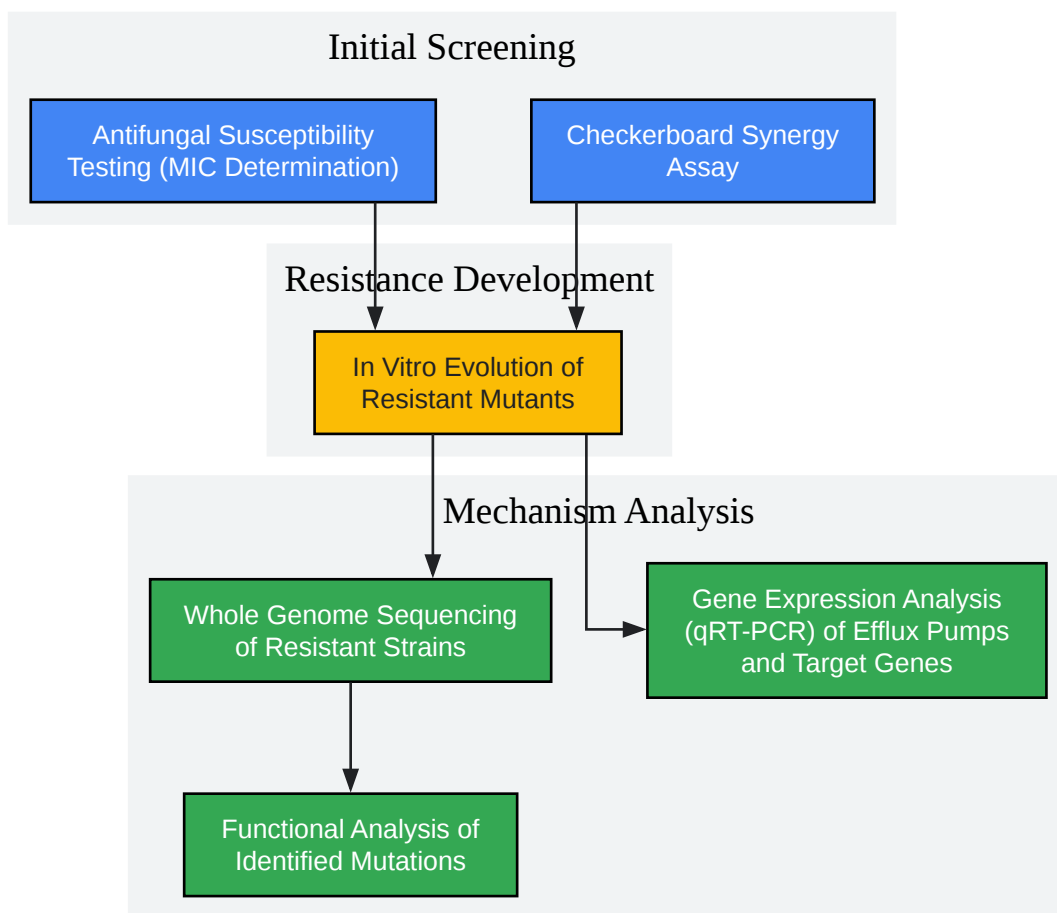 Initial Screening
Antifungal Susceptibility
Testing (MIC Determination)
Checkerboard Synergy
Assay
Resistance Development
In Vitro Evolution of
Resistant Mutants
Mechanism Analysis
Whole Genome Sequencing
of Resistant Strains
Gene Expression Analysis
(qRT-PCR) of Efflux Pumps
and Target Genes
Functional Analysis of
Identified Mutations